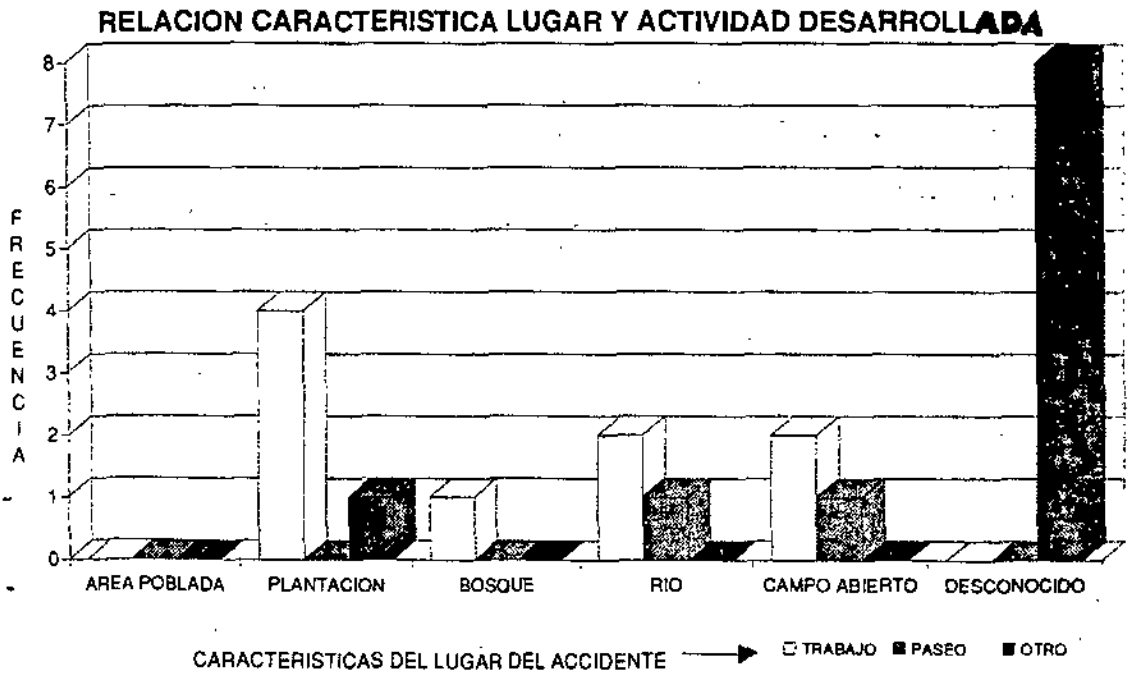 RELACION CARACTERISTICA LUGAR Y ACTIVIDAD DESARROLLADA
8
7
6
5
4
3
2
1
0
FRECUENCIA
AREA POBLADA PLANTACION BOSQUE RIO CAMPO ABIERTO DESCONOCIDO
CARACTERISTICAS DEL LUGAR DEL ACCIDENTE
TRABAJO PASEO OTRO